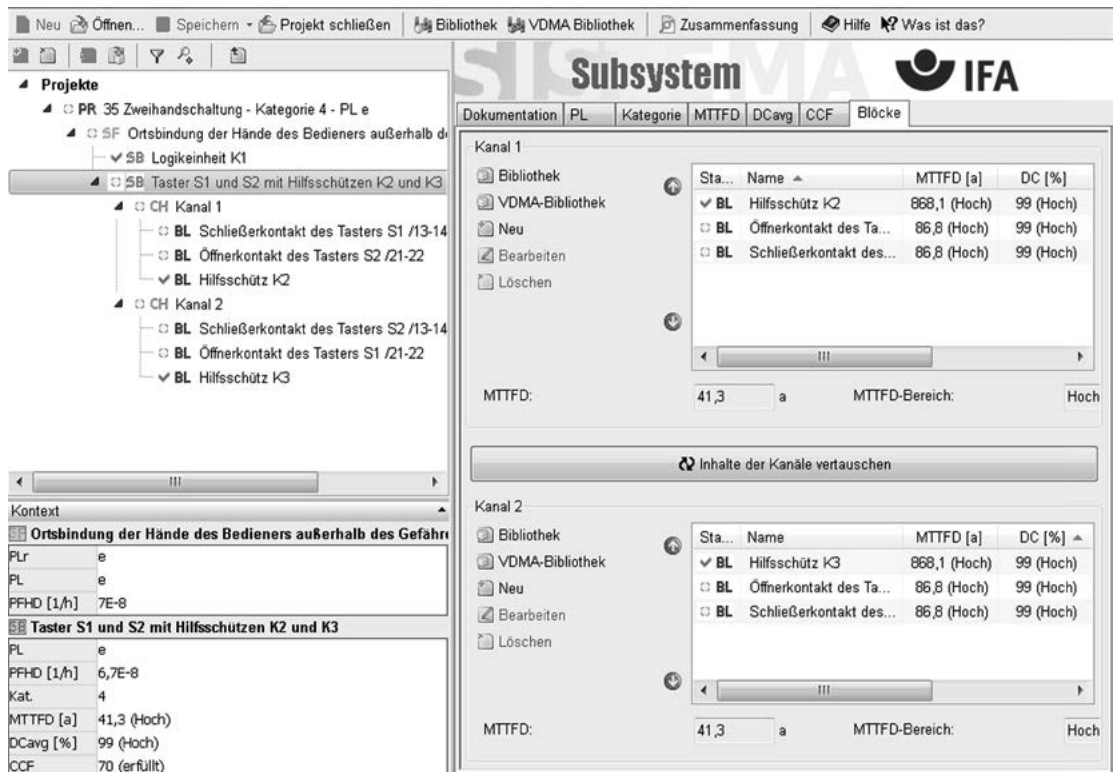 Neu Öffnen... Speichern Projekt schließen Bibliothek VDMA Bibliothek Zusammenfassung Hilfe Was ist das?
Projekte
PR 35 Zweihandschaltung - Kategorie 4 - PL e
SF Ortsbindung der Hände des Bedieners außerhalb d
SB Logikeinheit K1
SB Taster S1 und S2 mit Hilfsschützen K2 und K3
CH Kanal 1
BL Schließerkontakt des Tasters S1 /13-14
BL Öffnerkontakt des Tasters S2 /21-22
BL Hilfsschütz K2
CH Kanal 2
BL Schließerkontakt des Tasters S2 /13-14
BL Öffnerkontakt des Tasters S1 /21-22
BL Hilfsschütz K3
Kontext
SF Ortsbindung der Hände des Bedieners außerhalb des Gefähre
PLr e
PL e
PFHD [1/h] 7E-8
SB Taster S1 und S2 mit Hilfsschützen K2 und K3
PL e
PFHD [1/h] 6,7E-8
Kat. 4
MTTFD [a] 41,3 (Hoch)
DCavg [%] 99 (Hoch)
CCF 70 (erfüllt)
SISTEMA
Subsystem IFA
Dokumentation PL Kategorie MTTFD DCavg CCF Blöcke
Kanal 1
Bibliothek
VDMA-Bibliothek
Neu
Bearbeiten
Löschen
Sta... Name MTTFD [a] DC [%]
BL Hilfsschütz K2 868,1 (Hoch) 99 (Hoch)
BL Öffnerkontakt des Ta... 86,8 (Hoch) 99 (Hoch)
BL Schließerkontakt des... 86,8 (Hoch) 99 (Hoch)
MTTFD: 41,3 a MTTFD-Bereich: Hoch
Inhalte der Kanäle vertauschen
Kanal 2
Bibliothek
VDMA-Bibliothek
Neu
Bearbeiten
Löschen
Sta... Name MTTFD [a] DC [%]
BL Hilfsschütz K3 868,1 (Hoch) 99 (Hoch)
BL Öffnerkontakt des Ta... 86,8 (Hoch) 99 (Hoch)
BL Schließerkontakt des... 86,8 (Hoch) 99 (Hoch)
MTTFD: 41,3 a MTTFD-Bereich: Hoch